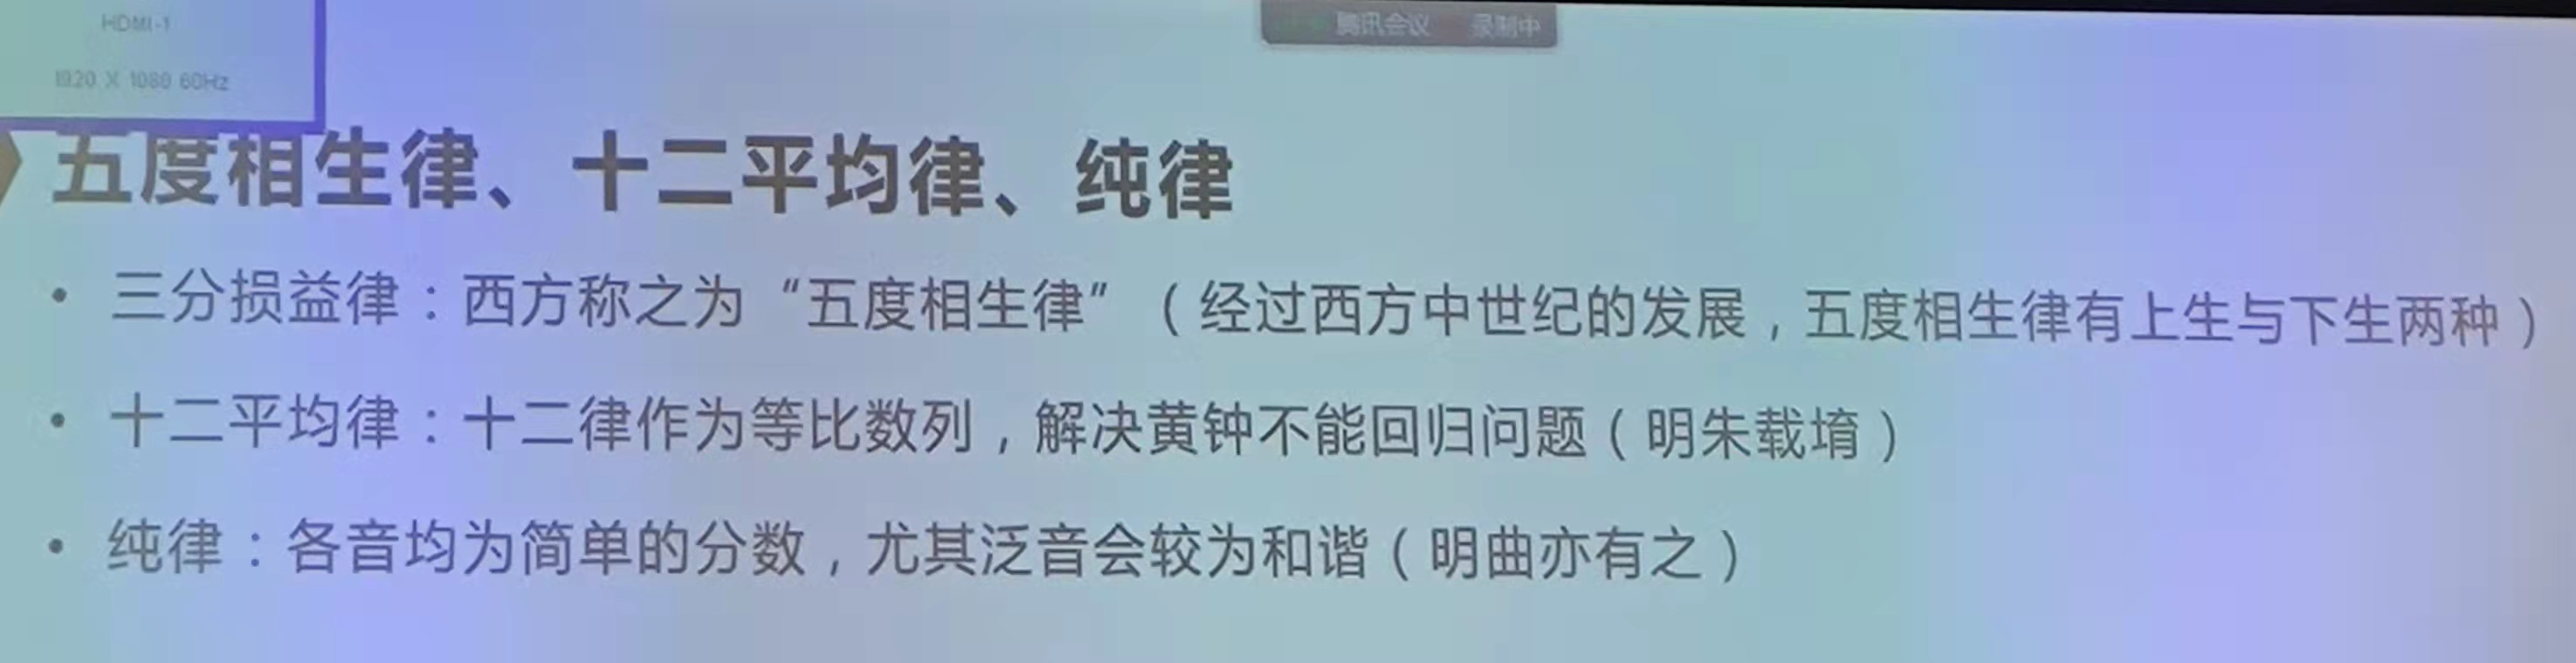 HDMI-1
1920 X 1080 60Hz
腾讯会议 录制中
五度相生律、十二平均律、纯律
• 三分损益律：西方称之为“五度相生律”（经过西方中世纪的发展，五度相生律有上生与下生两种）
• 十二平均律：十二律作为等比数列，解决黄钟不能回归问题（明朱载堉）
• 纯律：各音均为简单的分数，尤其泛音会较为和谐（明曲亦有之）